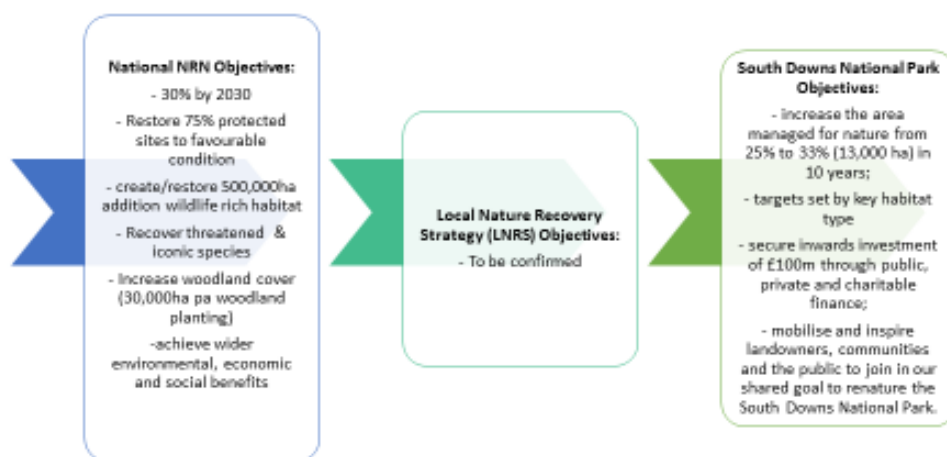 National NRN Objectives:
- 30% by 2030
- Restore 75% protected
sites to favourable
condition
- create/restore 500,000ha
addition wildlife rich habitat
- Recover threatened &
iconic species
- Increase woodland cover
(30,000ha pa woodland
planting)
-achieve wider
environmental, economic
and social benefits
Local Nature Recovery
Strategy (LNRS) Objectives:
- To be confirmed
South Downs National Park
Objectives:
- increase the area
managed for nature from
25% to 33% (13,000 ha) in
10 years;
- targets set by key habitat
type
- secure inwards investment
of £100m through public,
private and charitable
finance;
- mobilise and inspire
landowners, communities
and the public to join in our
shared goal to renature the
South Downs National Park.